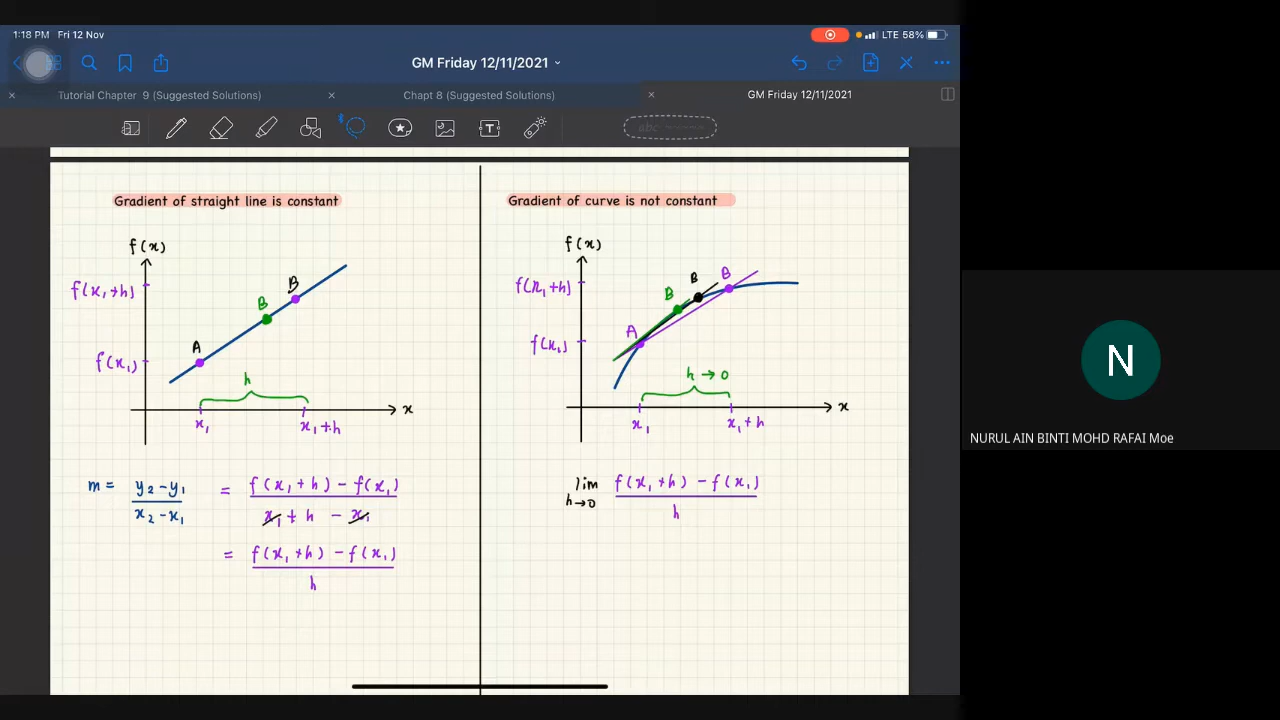 1:18 PM Fri 12 Nov
LTE 58%
GM Friday 12/11/2021
Tutorial Chapter 9 (Suggested Solutions)
Chapt 8 (Suggested Solutions)
GM Friday 12/11/2021
abc
Gradient of straight line is constant
f(x)
f(x₁+h)
B
B
A
f(x₁)
h
x
x₁
x₁+h
m = y₂-y₁ / x₂-x₁ = f(x₁+h) - f(x₁) / x₁ + h - x₁
= f(x₁+h) - f(x₁) / h
Gradient of curve is not constant
f(x)
f(x₁+h)
B
B
B
A
f(x₁)
h → 0
x
x₁
x₁+h
lim h→0 f(x₁+h) - f(x₁) / h
N
NURUL AIN BINTI MOHD RAFAI Moe